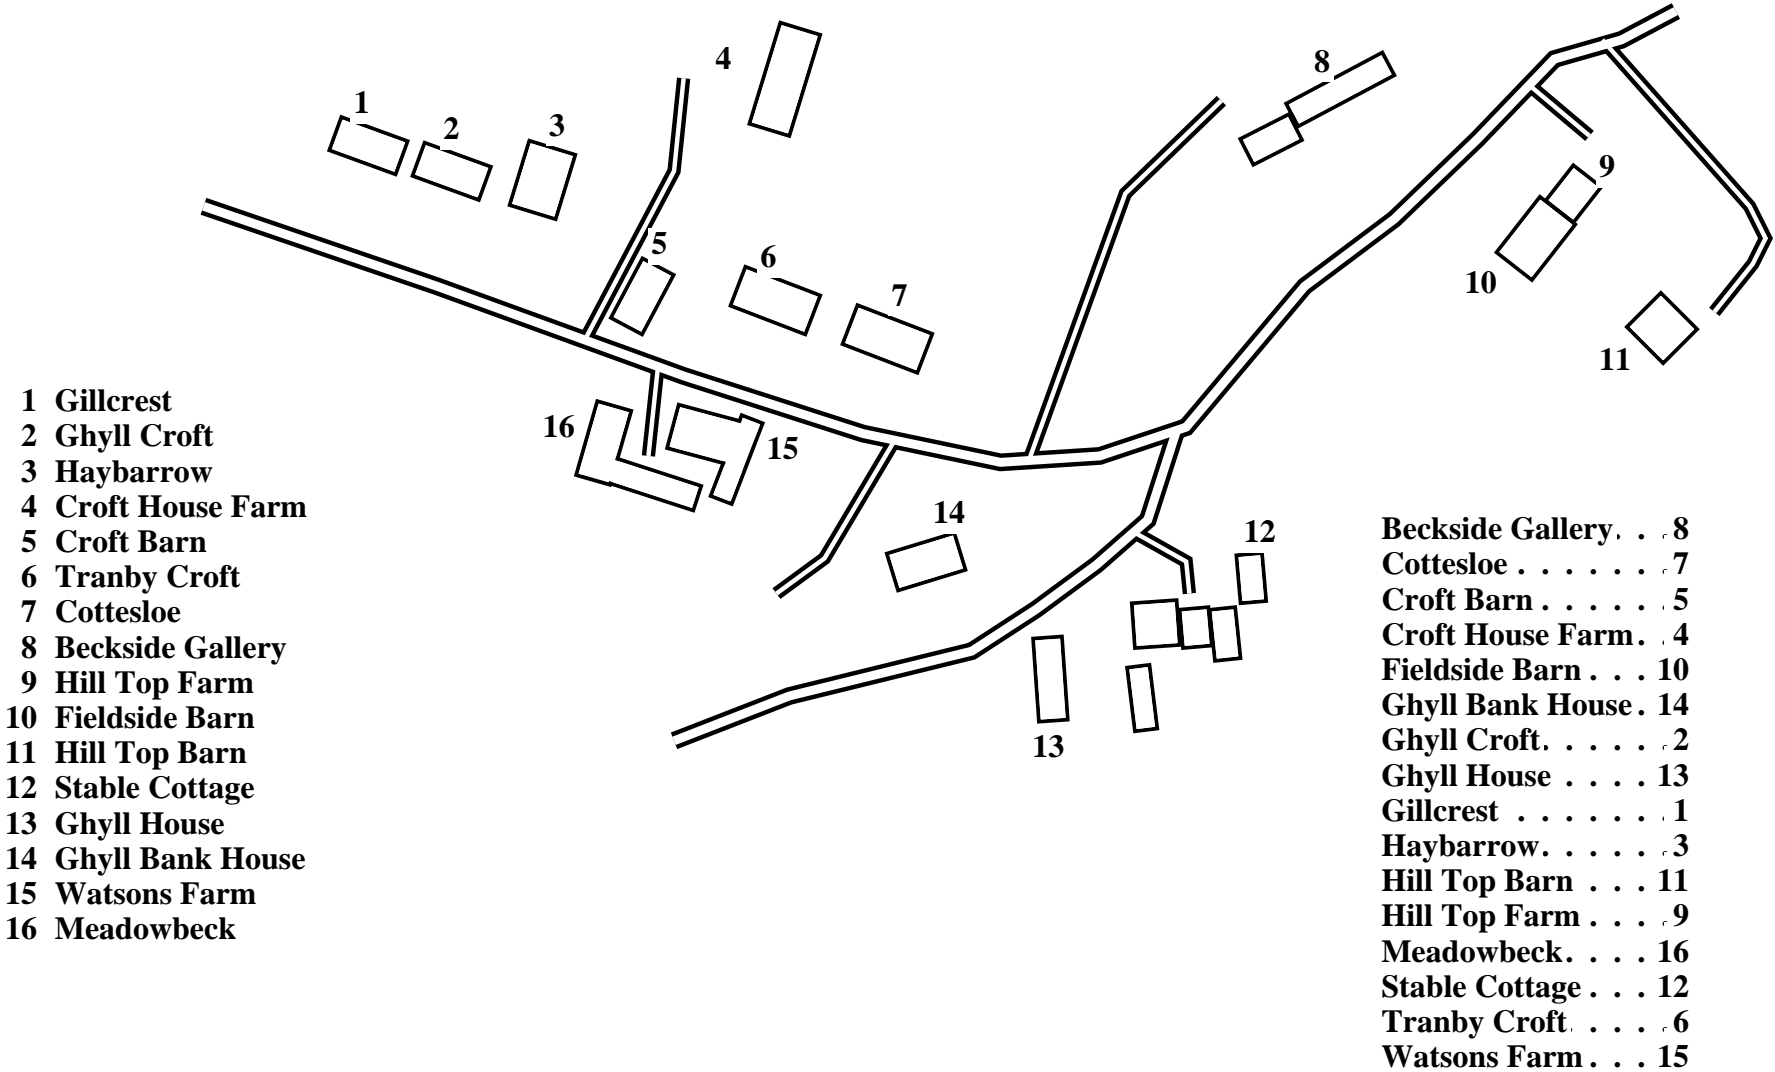 4
8
1
2
3
9
5
6
10
7
11
16
15
14
12
13
1 Gillcrest
2 Ghyll Croft
3 Haybarrow
4 Croft House Farm
5 Croft Barn
6 Tranby Croft
7 Cottesloe
8 Beckside Gallery
9 Hill Top Farm
10 Fieldside Barn
11 Hill Top Barn
12 Stable Cottage
13 Ghyll House
14 Ghyll Bank House
15 Watsons Farm
16 Meadowbeck
Beckside Gallery. . . 8
Cottesloe . . . . . . . 7
Croft Barn . . . . . . 5
Croft House Farm. . 4
Fieldside Barn . . . 10
Ghyll Bank House . 14
Ghyll Croft. . . . . . 2
Ghyll House . . . . 13
Gillcrest . . . . . . . 1
Haybarrow. . . . . . 3
Hill Top Barn . . . 11
Hill Top Farm . . . . 9
Meadowbeck. . . . 16
Stable Cottage . . . 12
Tranby Croft. . . . . 6
Watsons Farm . . . 15